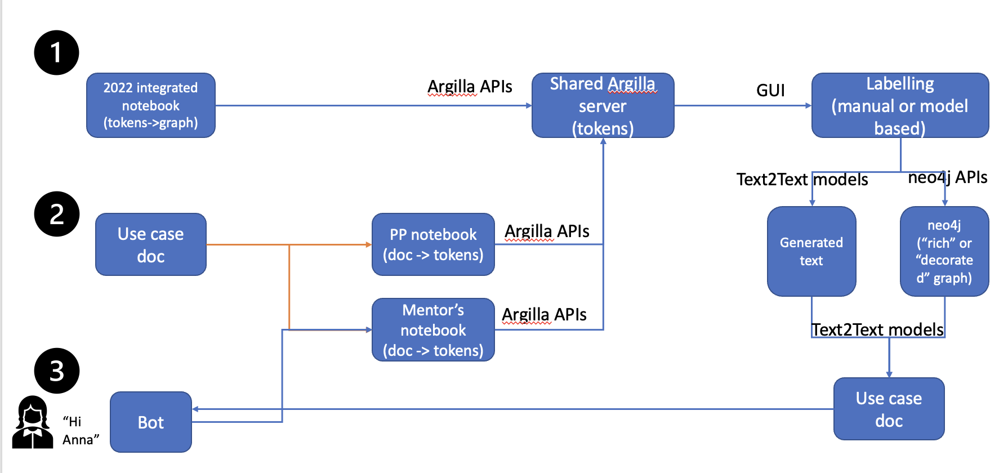 1
2022 integrated
notebook
(tokens->graph)
Argilla APIs
Shared Argilla
server
(tokens)
GUI
Labelling
(manual or model
based)
Text2Text models
neo4j APIs
2
Use case
doc
PP notebook
(doc -> tokens)
Argilla APIs
Generated
text
neo4j
(“rich” or
“decorate
d” graph)
Mentor’s
notebook
(doc -> tokens)
Argilla APIs
Text2Text models
3
“Hi
Anna”
Bot
Use case
doc